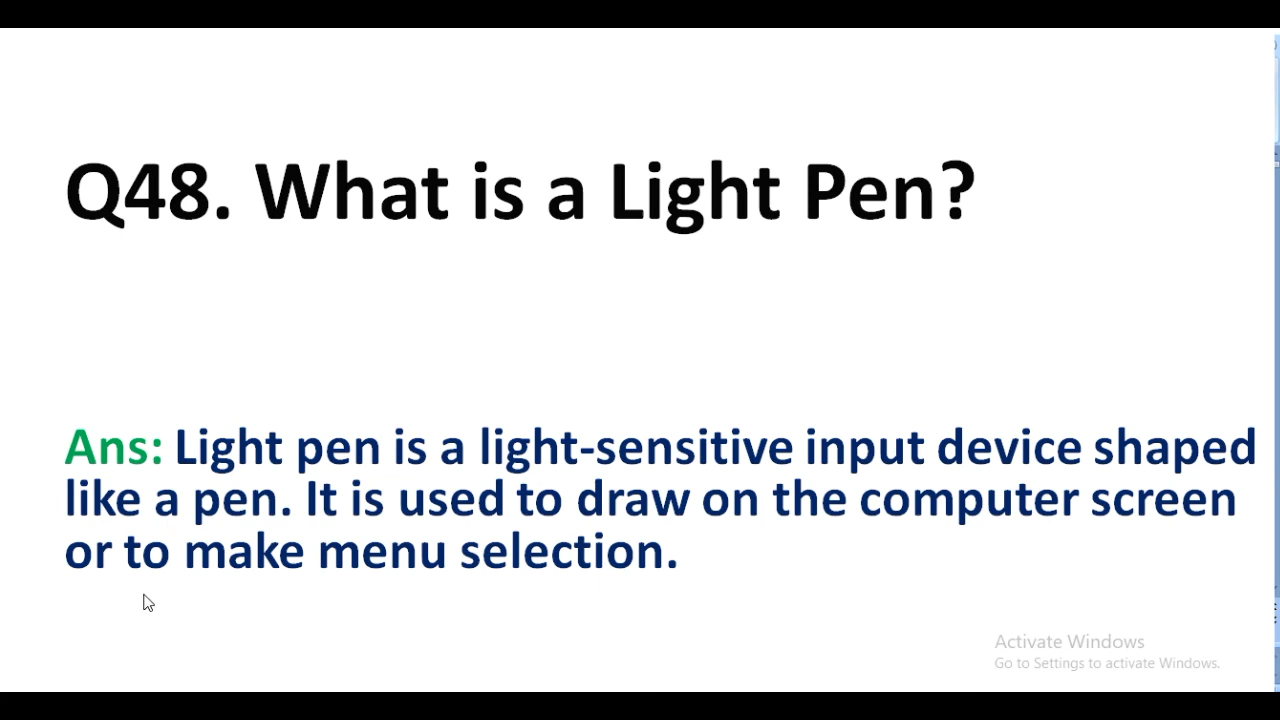 Q48. What is a Light Pen?
Ans: Light pen is a light-sensitive input device shaped
like a pen. It is used to draw on the computer screen
or to make menu selection.
Activate Windows
Go to Settings to activate Windows.